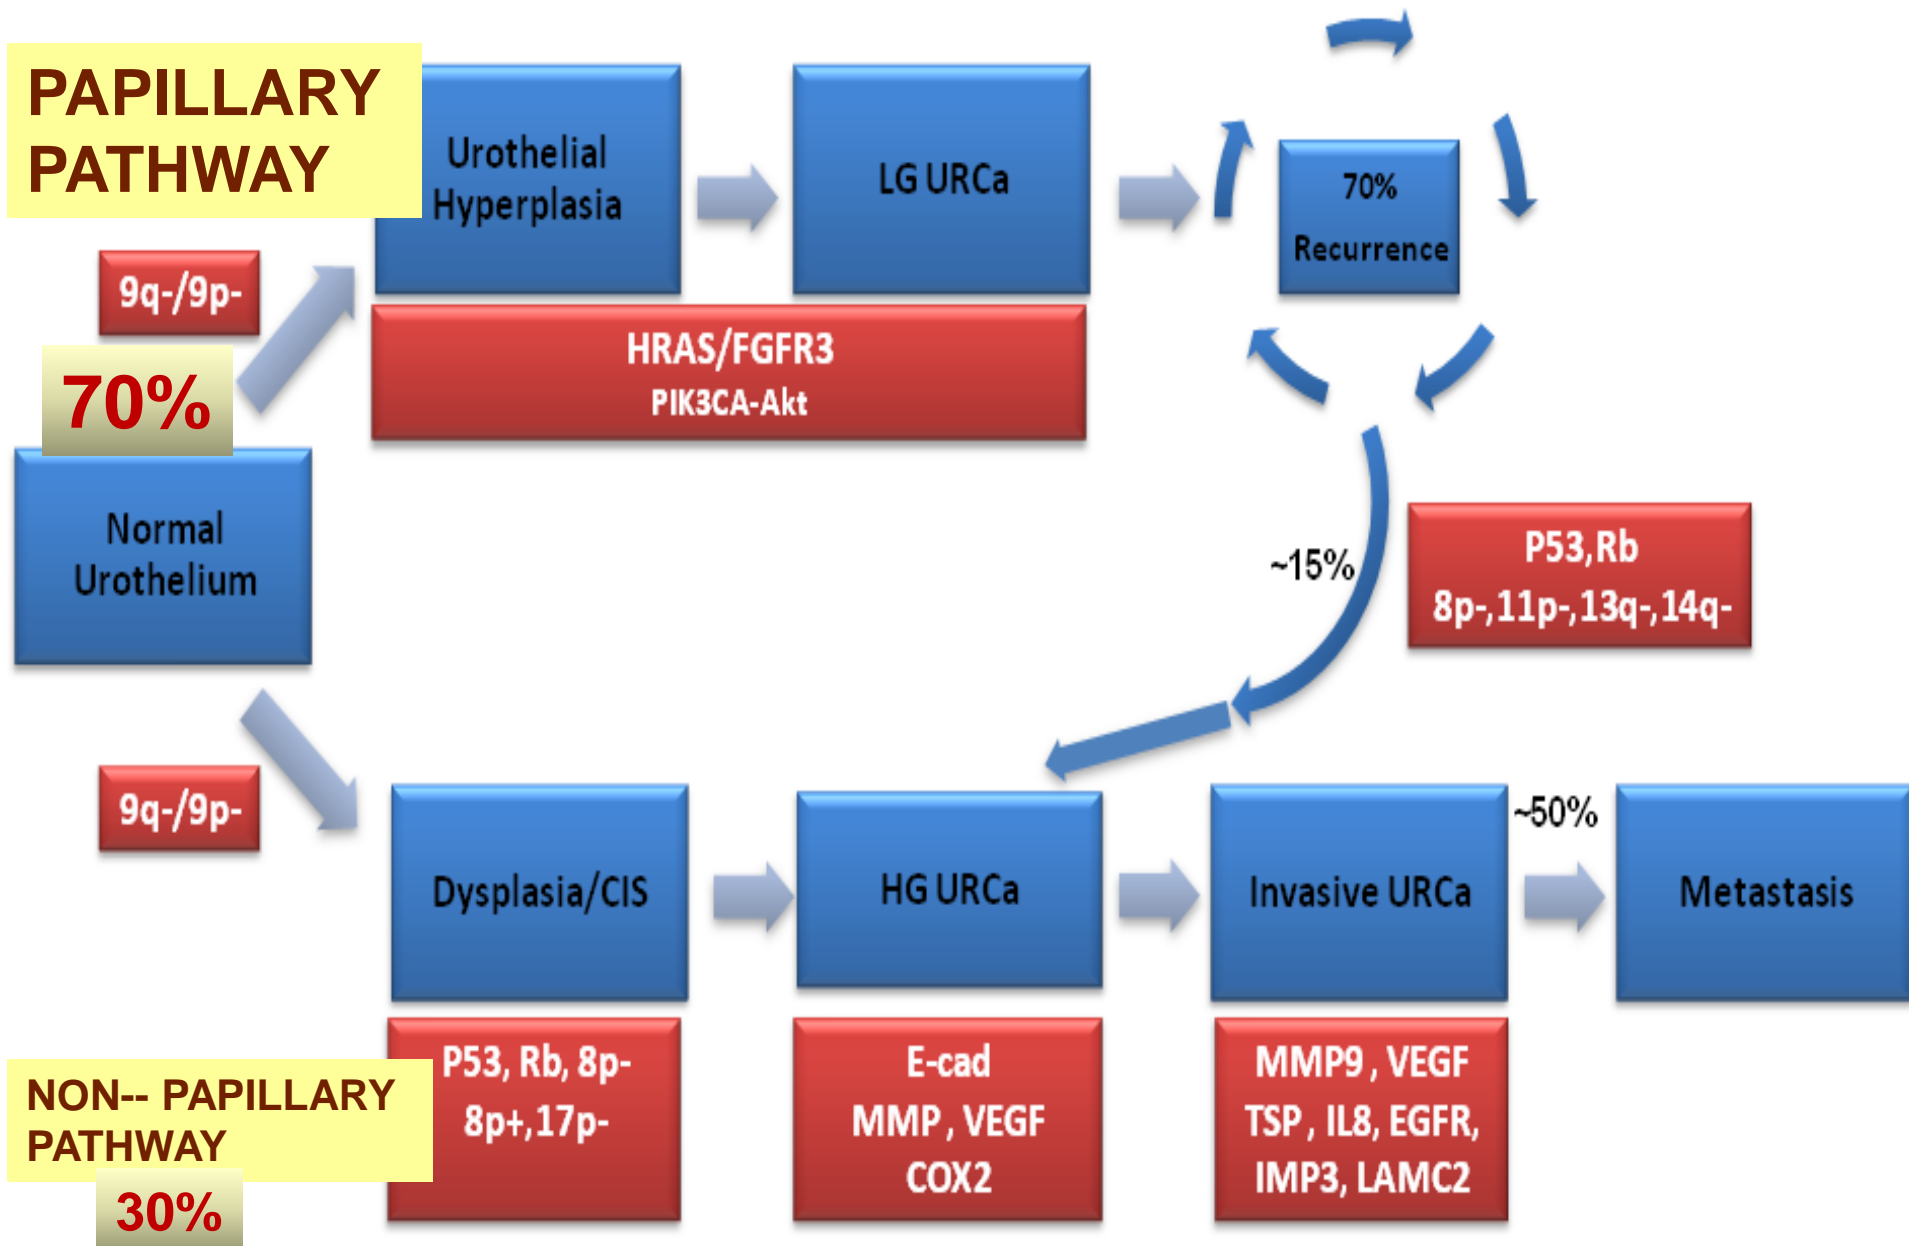 PAPILLARY
PATHWAY
Urothelial
Hyperplasia
LG URCa
70%
Recurrence
9q-/9p-
HRAS/FGFR3
PIK3CA-Akt
70%
Normal
Urothelium
~15%
P53,Rb
8p-,11p-,13q-,14q-
9q-/9p-
Dysplasia/CIS
HG URCa
Invasive URCa
~50%
Metastasis
P53, Rb, 8p-
8p+,17p-
E-cad
MMP, VEGF
COX2
MMP9 , VEGF
TSP , IL8, EGFR,
IMP3, LAMC2
NON-- PAPILLARY
PATHWAY
30%